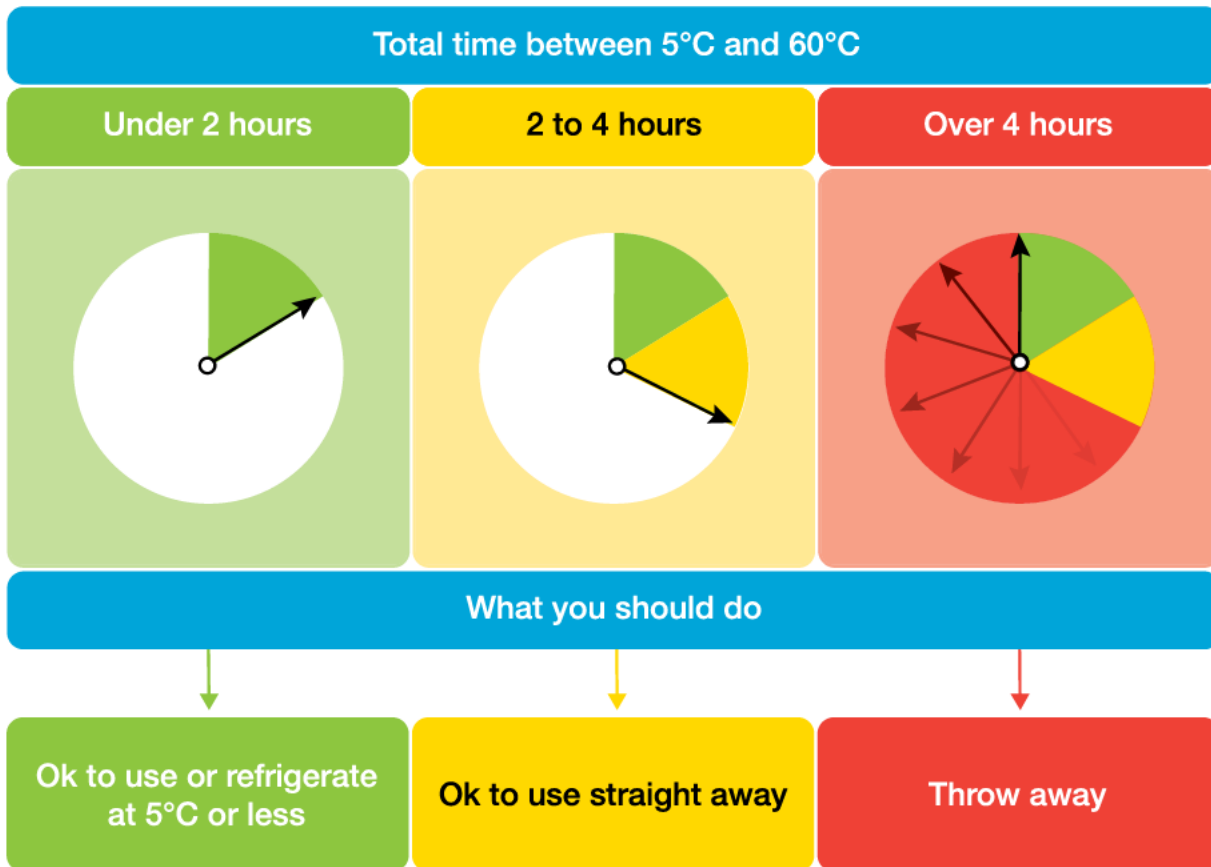 Total time between 5°C and 60°C
Under 2 hours
2 to 4 hours
Over 4 hours
What you should do
Ok to use or refrigerate
at 5°C or less
Ok to use straight away
Throw away